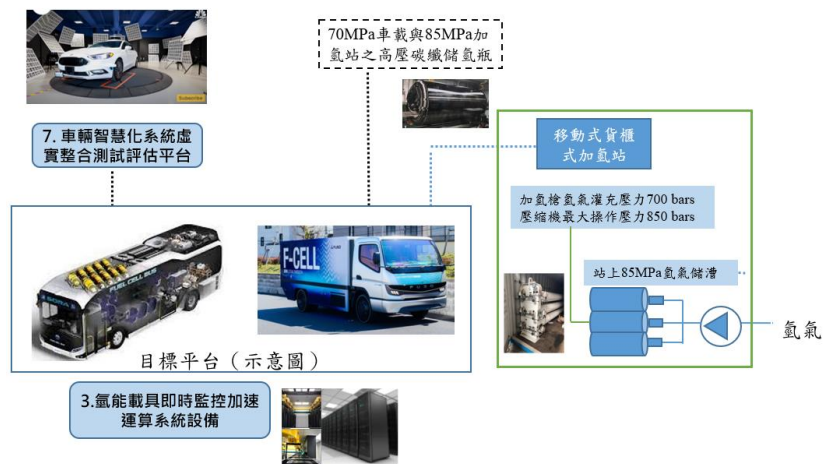 70MPa車載與85MPa加
氫站之高壓碳纖儲氫瓶
Subscribe
7. 車輛智慧化系統虛
實整合測試評估平台
移動式貨櫃
式加氫站
加氫槍氫氣灌充壓力700 bars
壓縮機最大操作壓力850 bars
站上85MPa氫氣儲槽
氫氣
FUEL CELL BUS
SORA
F-CELL
目標平台（示意圖）
3.氫能載具即時監控加速
運算系統設備